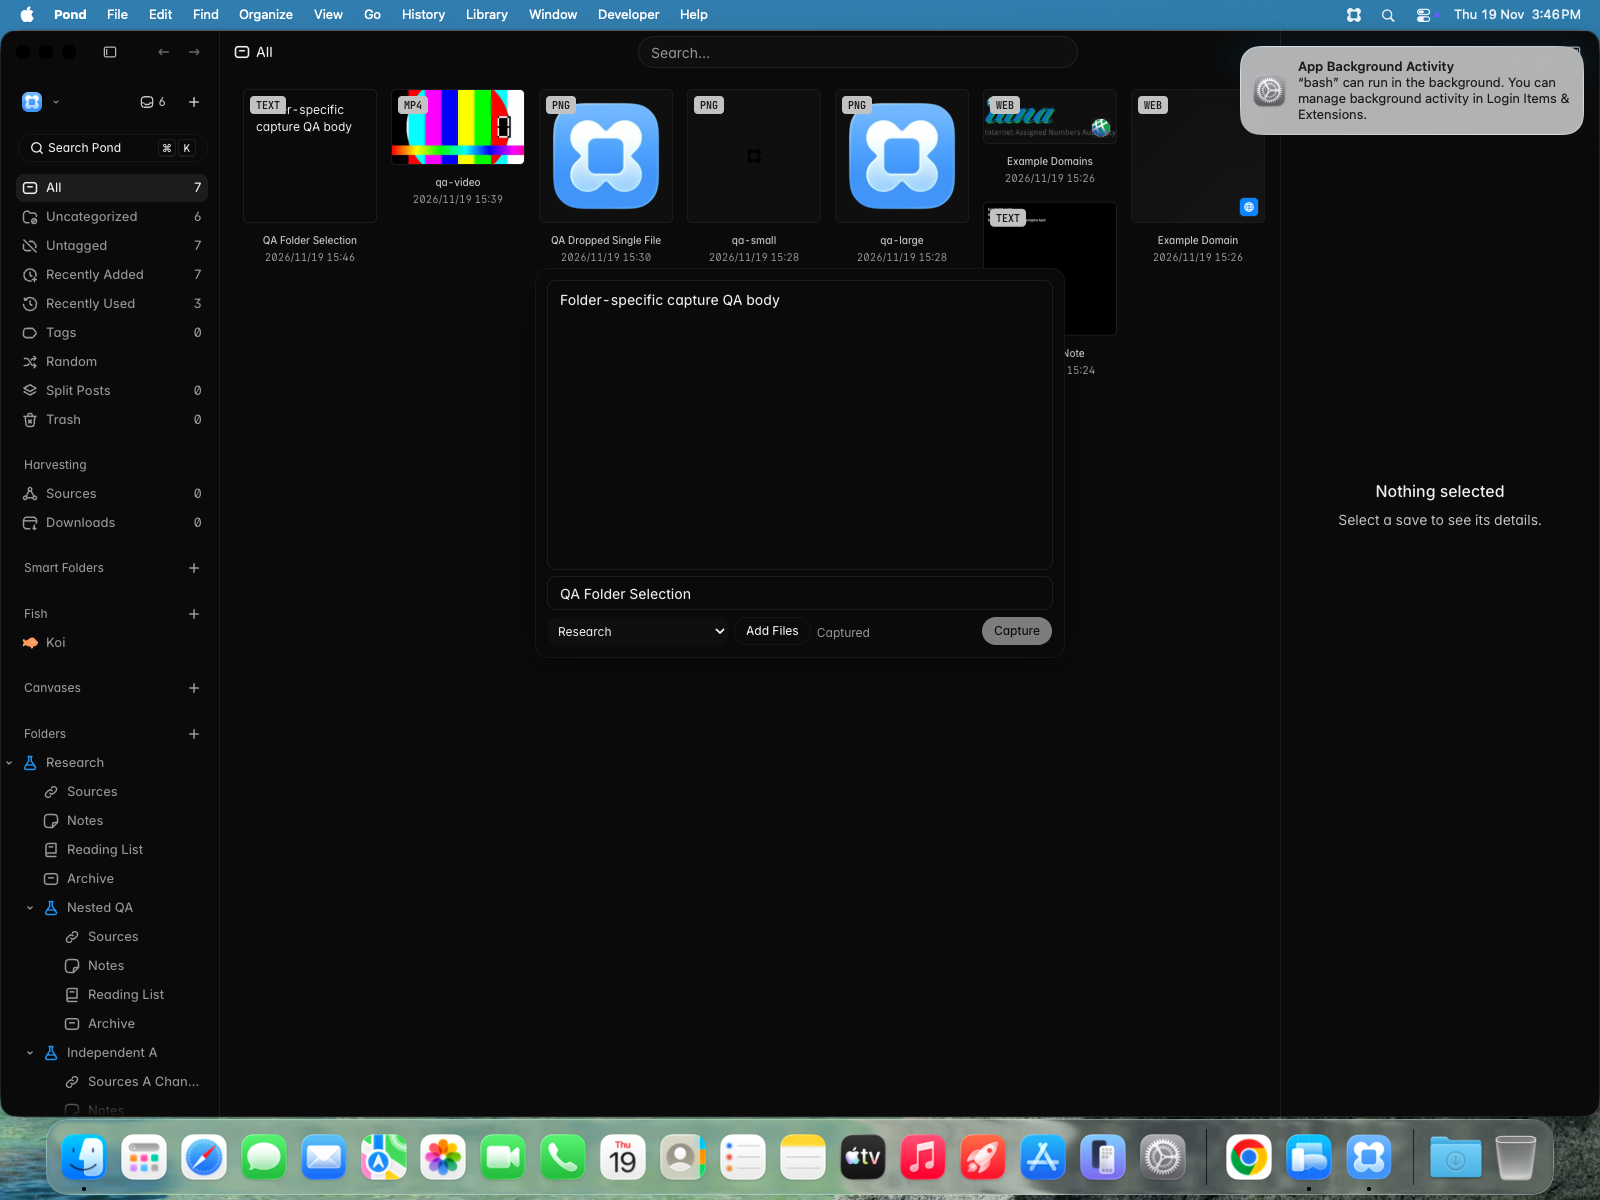 Pond File Edit Find Organize View Go History Library Window Developer Help
Thu 19 Nov 3:46PM
All
Search...
App Background Activity
“bash” can run in the background. You can
manage background activity in Login Items &
Extensions.
6
Search Pond ⌘ K
All 7
Uncategorized 6
Untagged 7
Recently Added 7
Recently Used 3
Tags 0
Random
Split Posts 0
Trash 0
Harvesting
Sources 0
Downloads 0
Smart Folders
Fish
Koi
Canvases
Folders
Research
Sources
Notes
Reading List
Archive
Nested QA
Sources
Notes
Reading List
Archive
Independent A
Sources A Chan...
Notes
TEXT
r-specific
capture QA body
QA Folder Selection
2026/11/19 15:46
MP4
qa-video
2026/11/19 15:39
PNG
QA Dropped Single File
2026/11/19 15:30
PNG
qa-small
2026/11/19 15:28
PNG
qa-large
2026/11/19 15:28
WEB
Internet Assigned Numbers Authority
Example Domains
2026/11/19 15:26
TEXT
Note
15:24
WEB
Example Domain
2026/11/19 15:26
Folder-specific capture QA body
QA Folder Selection
Research
Add Files
Captured
Capture
Nothing selected
Select a save to see its details.
Thu
19
tv